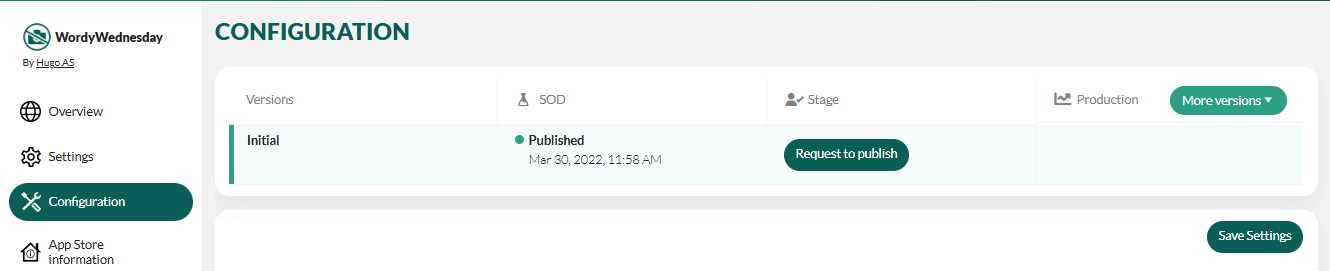 WordyWednesday
By Hugo AS
Overview
Settings
Configuration
App Store
information
CONFIGURATION
Versions
SOD
Stage
Production
More versions
Initial
Published
Mar 30, 2022, 11:58 AM
Request to publish
Save Settings